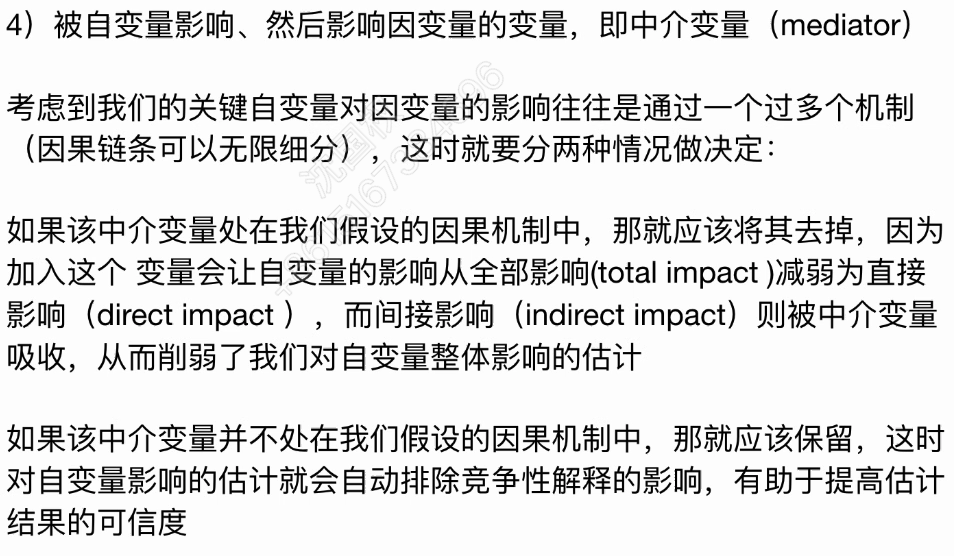 4）被自变量影响、然后影响因变量的变量，即中介变量（mediator）
考虑到我们的关键自变量对因变量的影响往往是通过一个过多个机制
（因果链条可以无限细分），这时就要分两种情况做决定：
如果该中介变量处在我们假设的因果机制中，那就应该将其去掉，因为
加入这个 变量会让自变量的影响从全部影响(total impact )减弱为直接
影响（direct impact ），而间接影响（indirect impact）则被中介变量
吸收，从而削弱了我们对自变量整体影响的估计
如果该中介变量并不处在我们假设的因果机制中，那就应该保留，这时
对自变量影响的估计就会自动排除竞争性解释的影响，有助于提高估计
结果的可信度